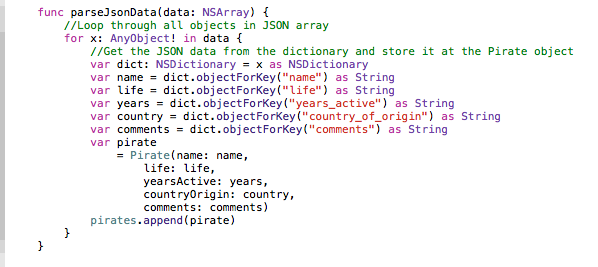 func parseJsonData(data: NSArray) {
//Loop through all objects in JSON array
for x: AnyObject! in data {
//Get the JSON data from the dictionary and store it at the Pirate object
var dict: NSDictionary = x as NSDictionary
var name = dict.objectForKey("name") as String
var life = dict.objectForKey("life") as String
var years = dict.objectForKey("years_active") as String
var country = dict.objectForKey("country_of_origin") as String
var comments = dict.objectForKey("comments") as String
var pirate
= Pirate(name: name,
life: life,
yearsActive: years,
countryOrigin: country,
comments: comments)
pirates.append(pirate)
}
}